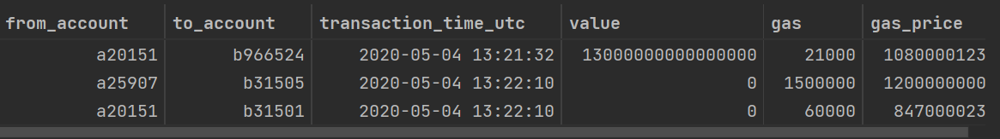 from_account to_account transaction_time_utc value gas gas_price
a20151 b966524 2020-05-04 13:21:32 13000000000000000 21000 1080000123
a25907 b31505 2020-05-04 13:22:10 0 1500000 1200000000
a20151 b31501 2020-05-04 13:22:10 0 60000 847000023